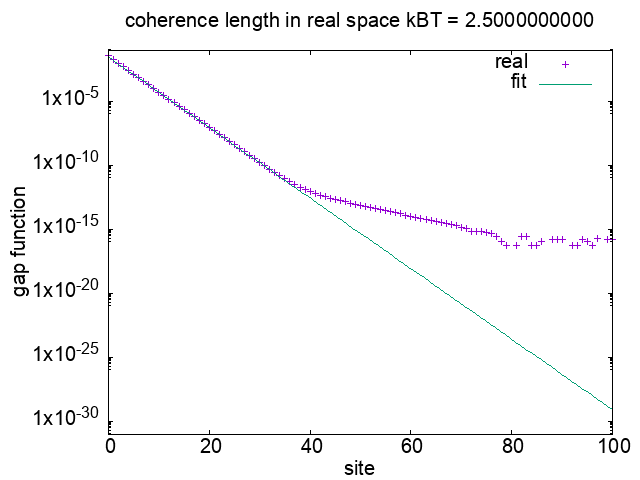 coherence length in real space kBT = 2.5000000000
real
fit
gap function
1x10-5
1x10-10
1x10-15
1x10-20
1x10-25
1x10-30
0 20 40 60 80 100
site